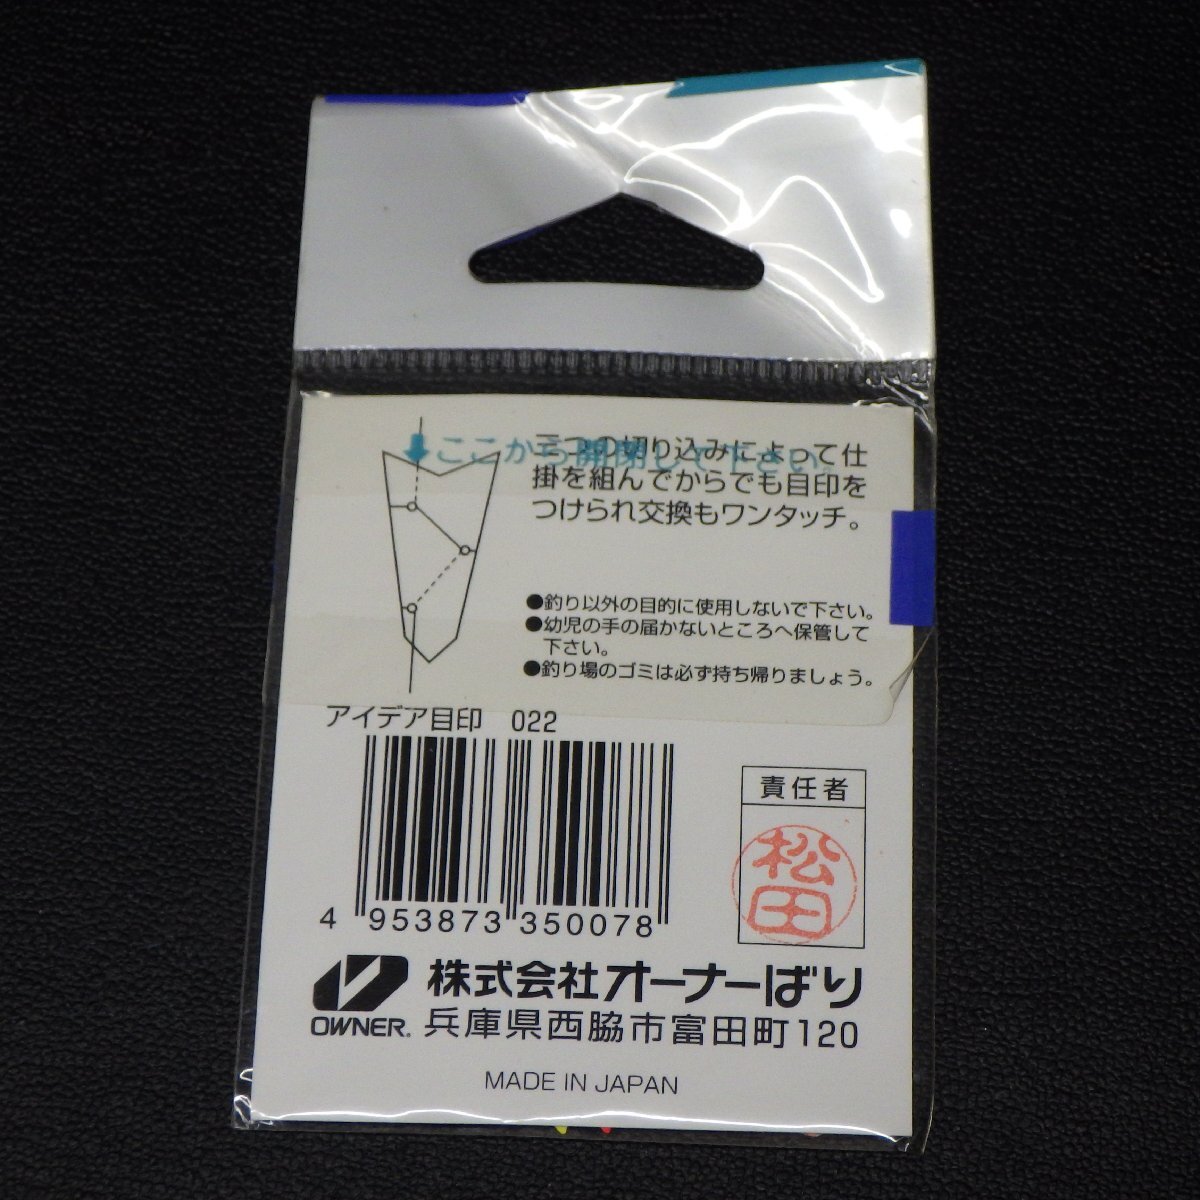 ここから開閉して下さい。
三つの切り込みによって仕
掛を組んでからでも目印を
つけられ交換もワンタッチ。
●釣り以外の目的に使用しないで下さい。
●幼児の手の届かないところへ保管して
下さい。
●釣り場のゴミは必ず持ち帰りましょう。
アイデア目印 022
4 953873 350078
責任者
松田
株式会社オーナーばり
OWNER. 兵庫県西脇市富田町120
MADE IN JAPAN